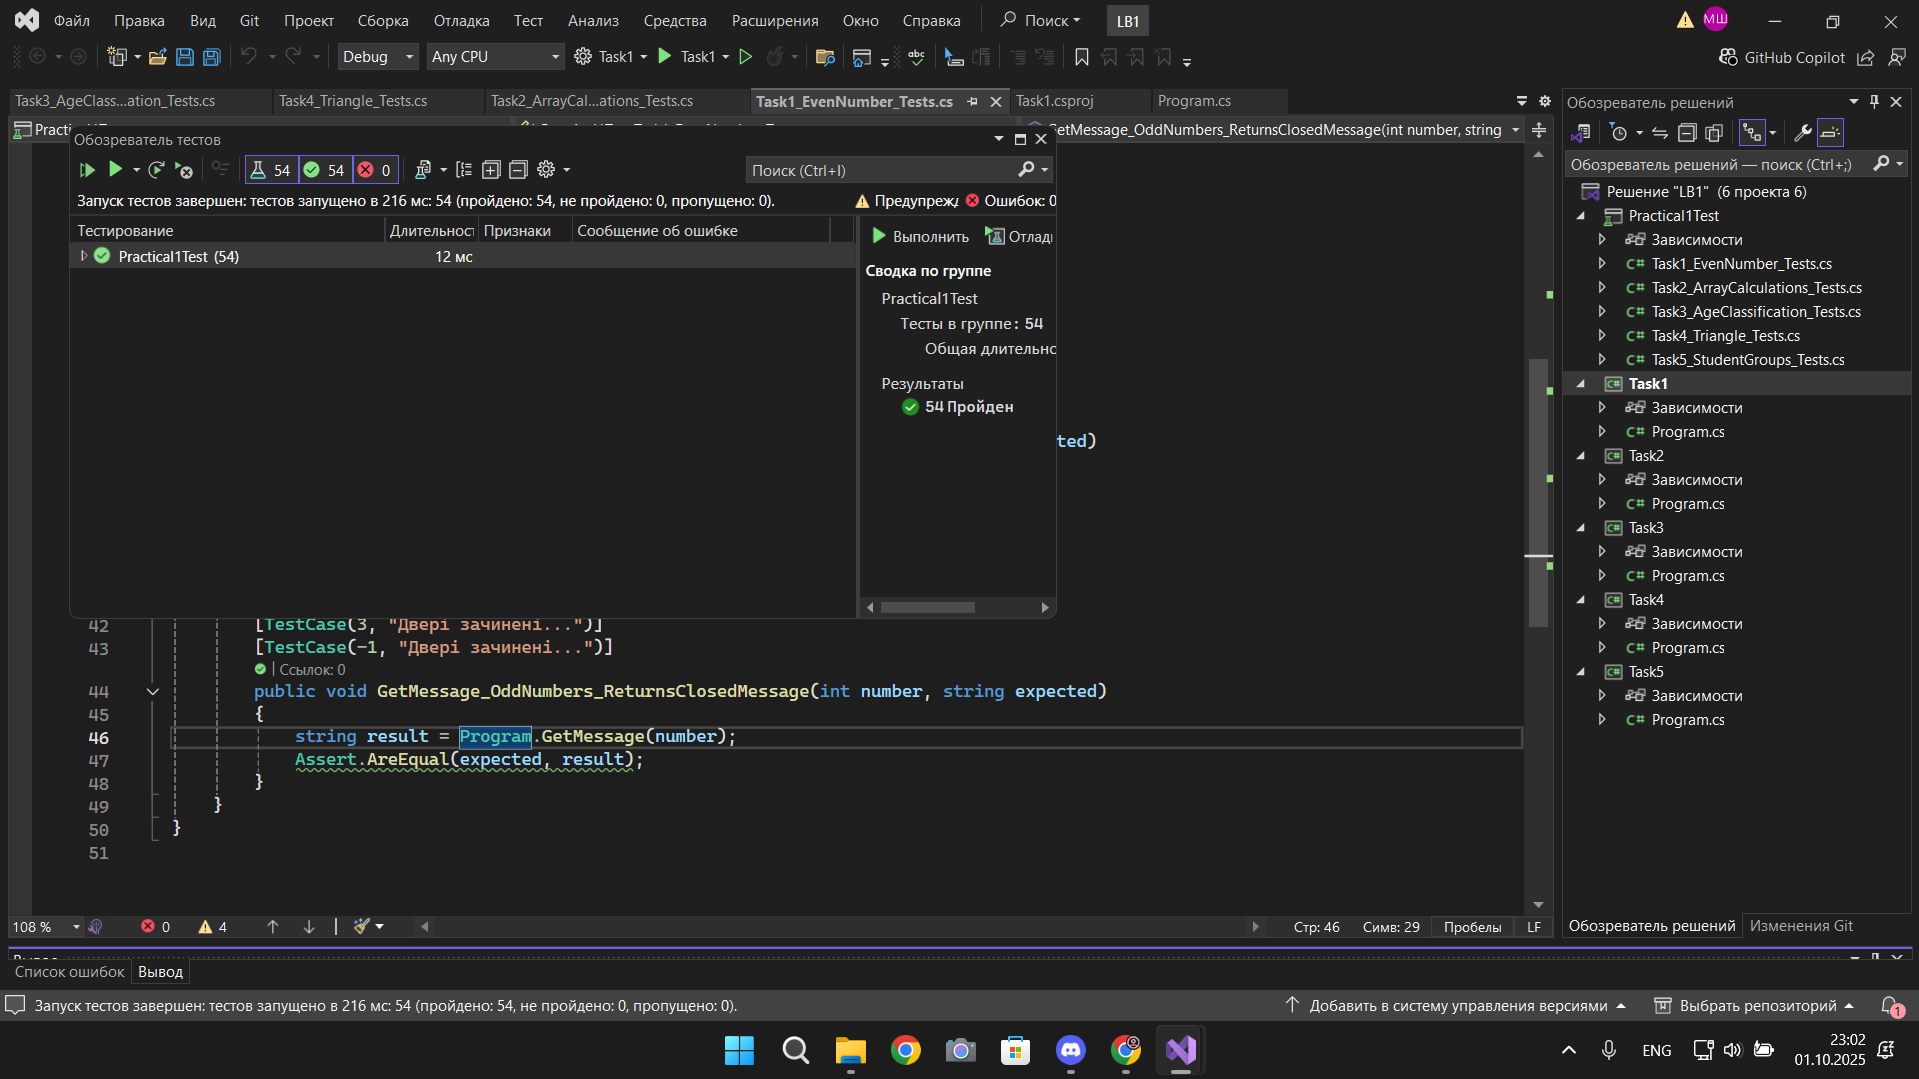 Файл Правка Вид Git Проект Сборка Отладка Тест Анализ Средства Расширения Окно Справка Поиск LB1 МШ
Debug Any CPU Task1 Task1 GitHub Copilot
Task3_AgeClass...ation_Tests.cs Task4_Triangle_Tests.cs Task2_ArrayCal...ations_Tests.cs Task1_EvenNumber_Tests.cs Task1.csproj Program.cs
GetMessage_OddNumbers_ReturnsClosedMessage(int number, string
Обозреватель тестов
54 54 0 Поиск (Ctrl+I)
Запуск тестов завершен: тестов запущено в 216 мс: 54 (пройдено: 54, не пройдено: 0, пропущено: 0). Предупрежд Ошибок: 0
Тестирование Длительност Признаки Сообщение об ошибке
Practical1Test (54) 12 мс
Выполнить Отлад
Сводка по группе
Practical1Test
Тесты в группе: 54
Общая длительно
Результаты
54 Пройден
ted)
42 [TestCase(3, "Двері зачинені...")]
43 [TestCase(-1, "Двері зачинені...")]
| Ссылок: 0
44 public void GetMessage_OddNumbers_ReturnsClosedMessage(int number, string expected)
45 {
46 string result = Program.GetMessage(number);
47 Assert.AreEqual(expected, result);
48 }
49 }
50 }
51
108 % 0 4 Стр: 46 Симв: 29 Пробелы LF
Обозреватель решений
Обозреватель решений — поиск (Ctrl+;)
Решение "LB1" (6 проекта 6)
Practical1Test
Зависимости
C# Task1_EvenNumber_Tests.cs
C# Task2_ArrayCalculations_Tests.cs
C# Task3_AgeClassification_Tests.cs
C# Task4_Triangle_Tests.cs
C# Task5_StudentGroups_Tests.cs
C# Task1
Зависимости
C# Program.cs
C# Task2
Зависимости
C# Program.cs
C# Task3
Зависимости
C# Program.cs
C# Task4
Зависимости
C# Program.cs
C# Task5
Зависимости
C# Program.cs
Обозреватель решений Изменения Git
Список ошибок Вывод
Запуск тестов завершен: тестов запущено в 216 мс: 54 (пройдено: 54, не пройдено: 0, пропущено: 0). Добавить в систему управления версиями Выбрать репозиторий 1
ENG 23:02
01.10.2025